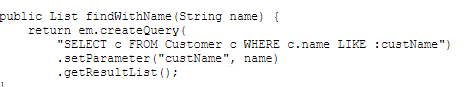 public List findWithName(String name) {
    return em.createQuery(
        "SELECT c FROM Customer c WHERE c.name LIKE :custName")
        .setParameter("custName", name)
        .getResultList();
}